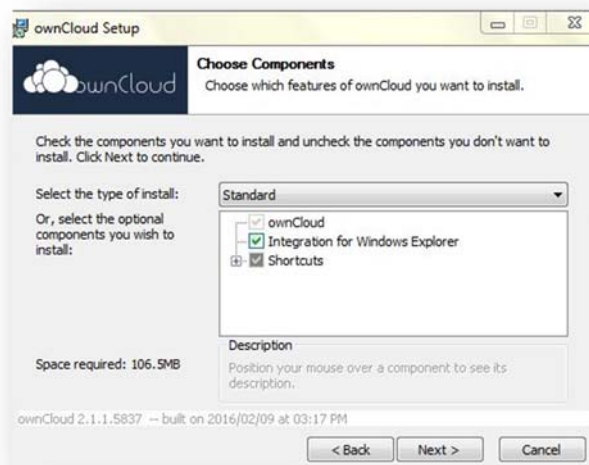 ownCloud Setup
ownCloud
Choose Components
Choose which features of ownCloud you want to install.
Check the components you want to install and uncheck the components you don't want to
install. Click Next to continue.
Select the type of install:
Standard
Or, select the optional
components you wish to
install:
ownCloud
Integration for Windows Explorer
Shortcuts
Space required: 106.5MB
Description
Position your mouse over a component to see its
description.
ownCloud 2.1.1.5837 -- built on 2016/02/09 at 03:17 PM
< Back
Next >
Cancel